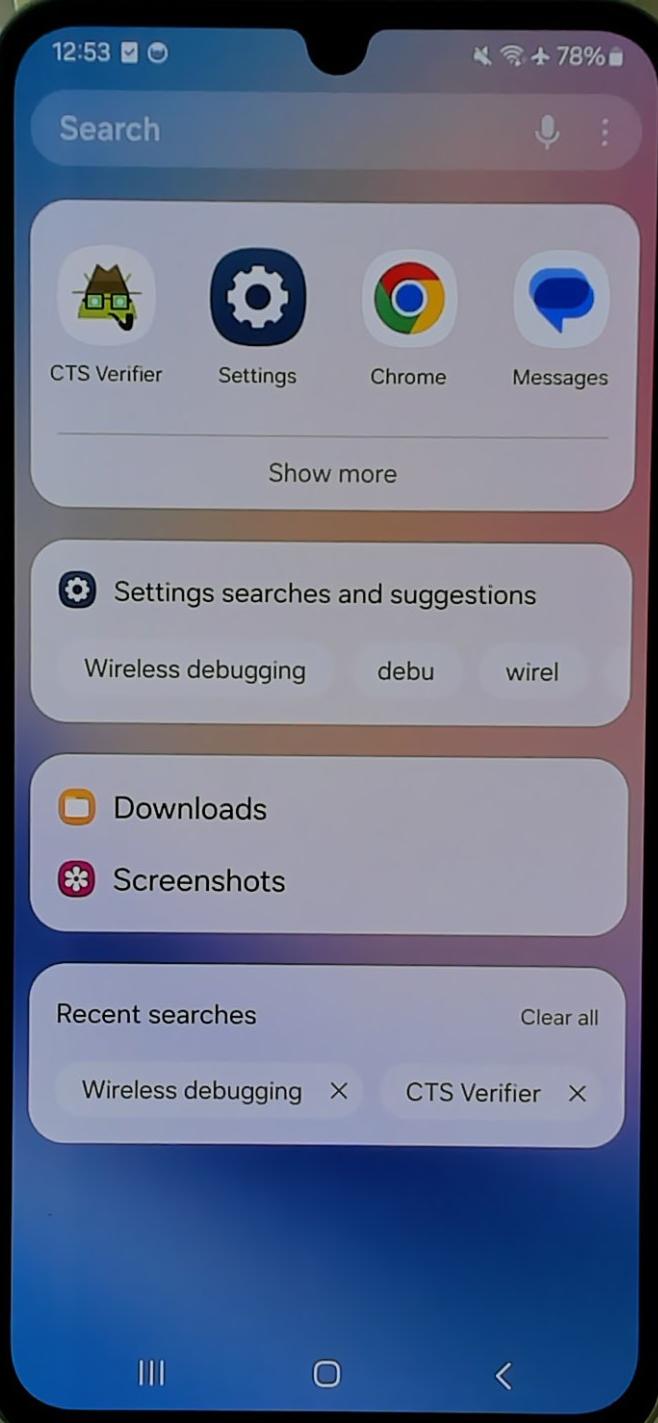 12:53 78%
Search
CTS Verifier Settings Chrome Messages
Show more
Settings searches and suggestions
Wireless debugging debu wirel
Downloads
Screenshots
Recent searches Clear all
Wireless debugging CTS Verifier